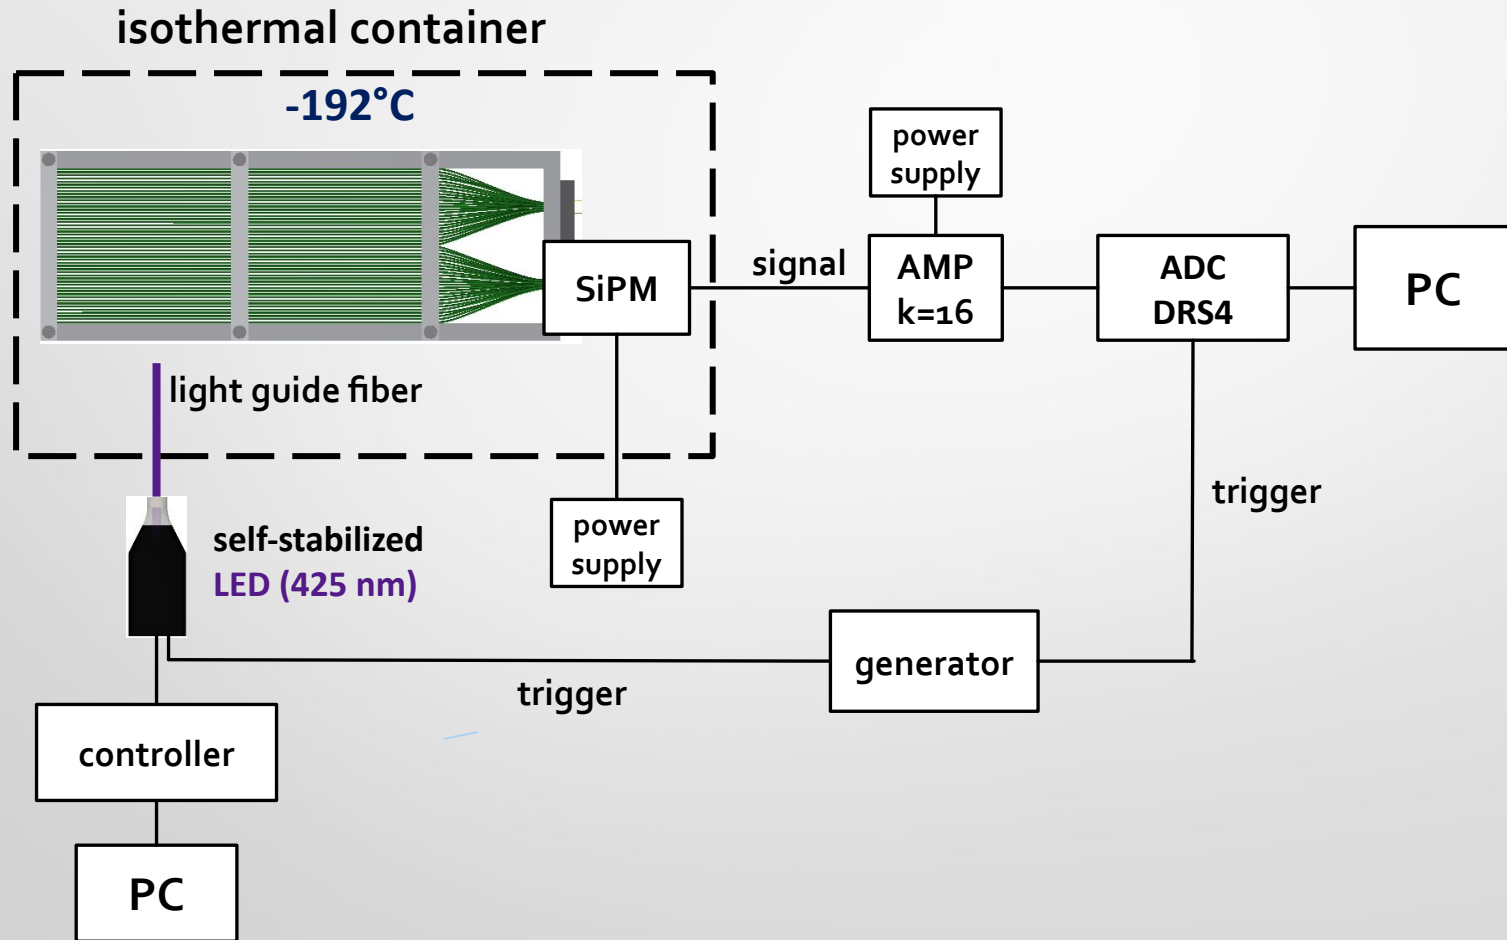 isothermal container
-192°C
power
supply
signal
SiPM
AMP
k=16
ADC
DRS4
PC
light guide fiber
trigger
self-stabilized
LED (425 nm)
power
supply
generator
trigger
controller
PC